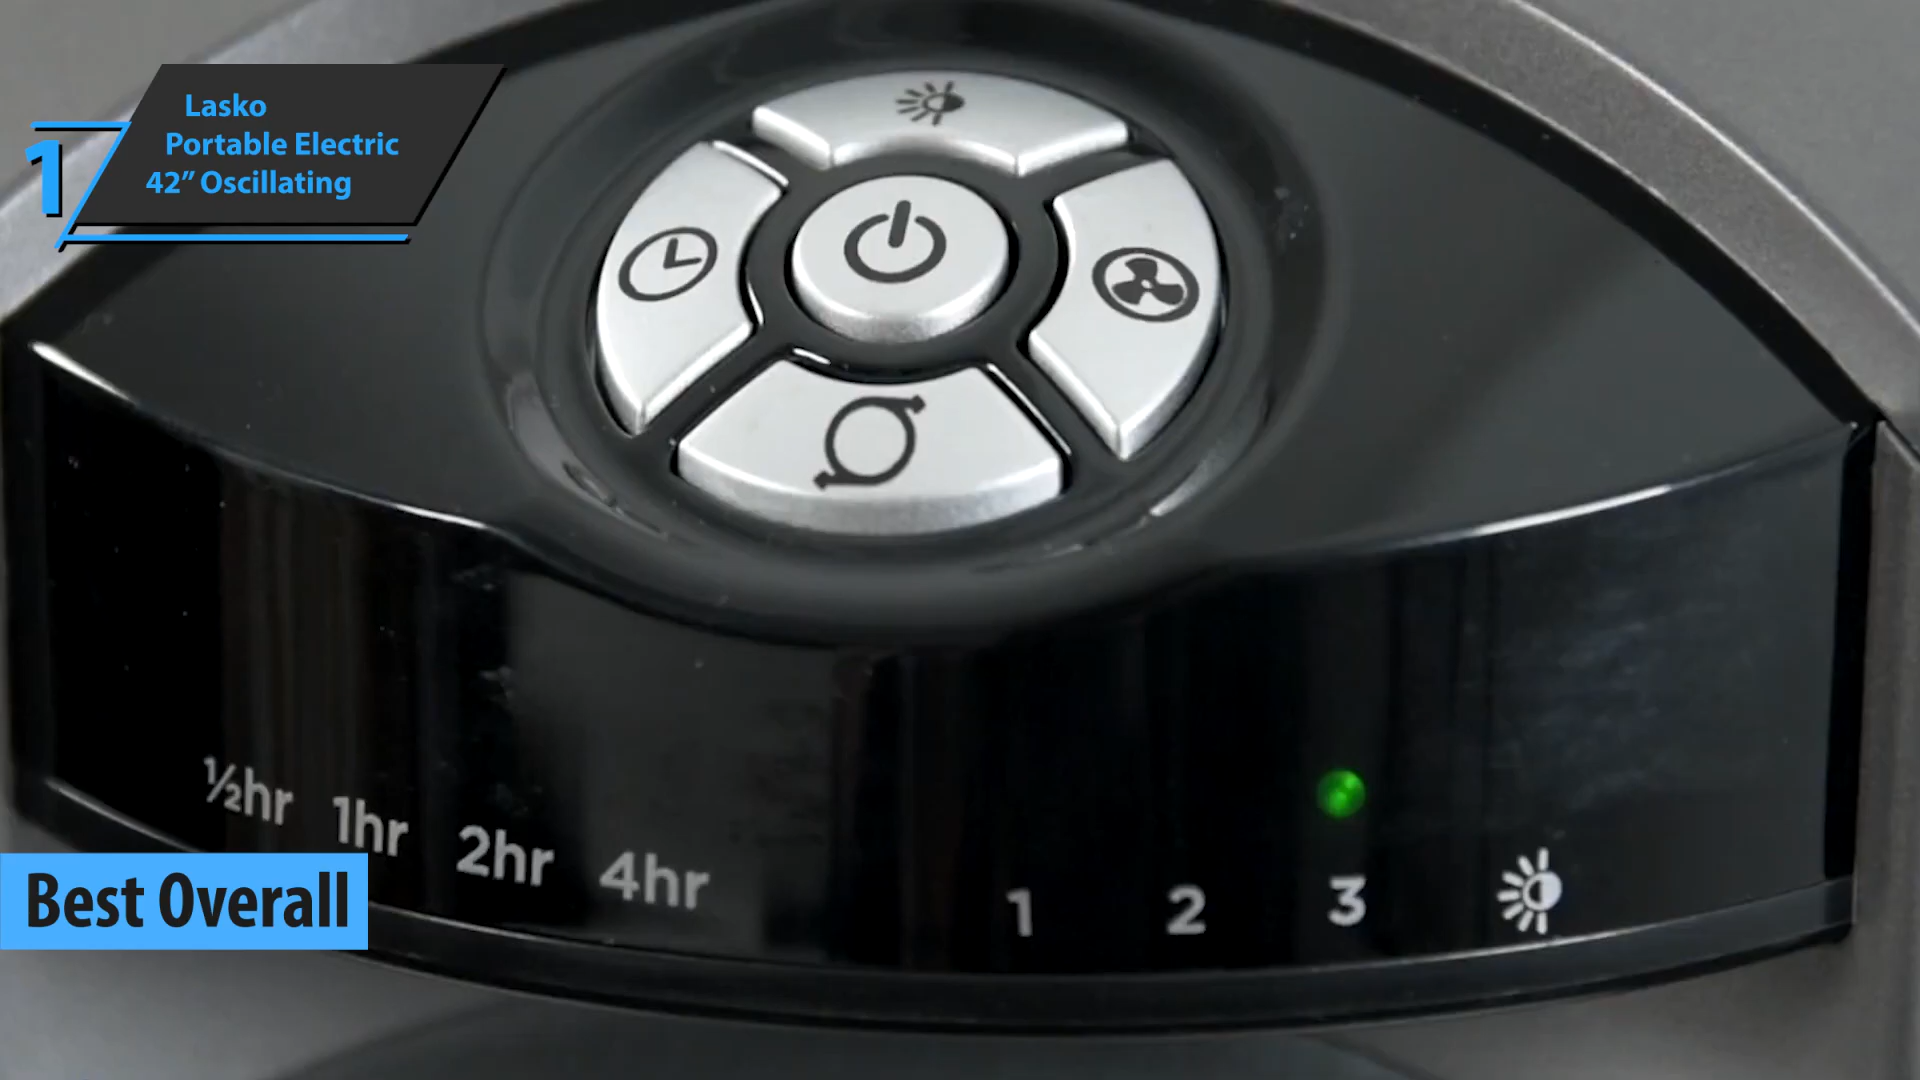 1
Lasko
Portable Electric
42” Oscillating
½hr 1hr 2hr 4hr
1 2 3
Best Overall